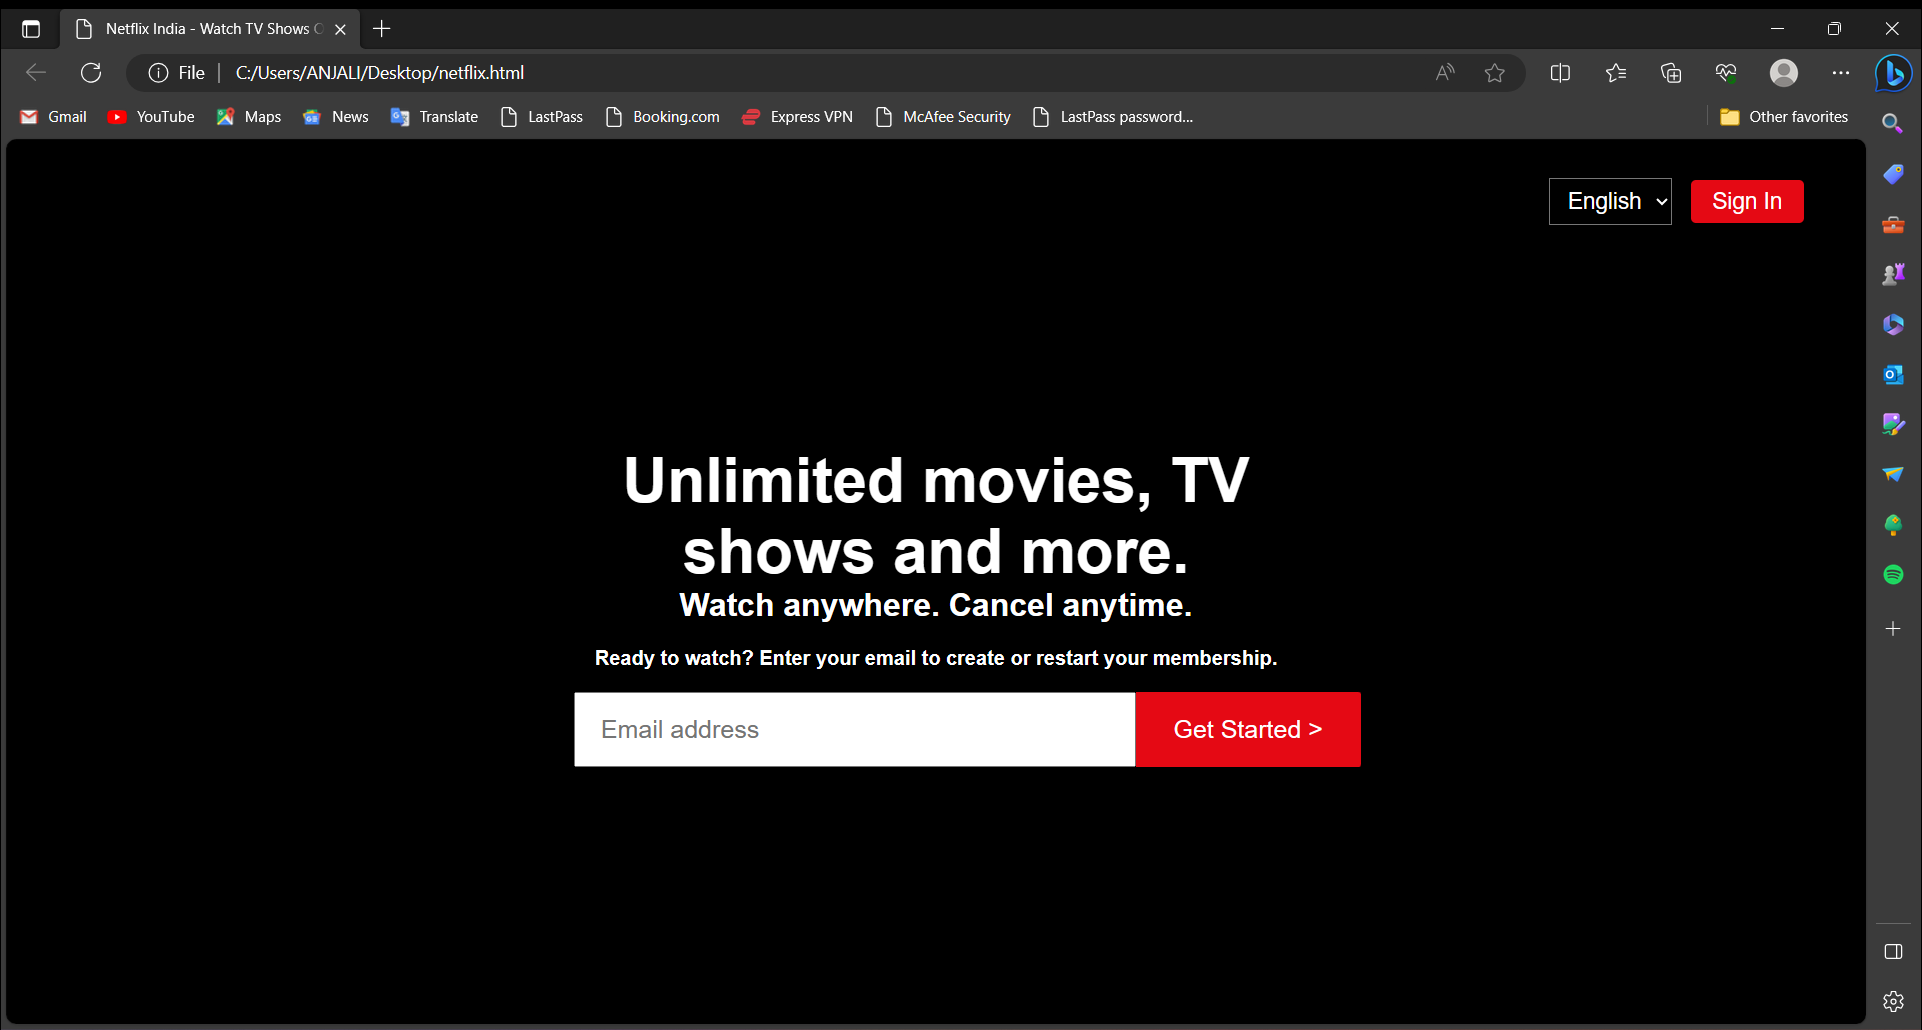 Netflix India - Watch TV Shows
File
C:/Users/ANJALI/Desktop/netflix.html
Gmail
YouTube
Maps
News
Translate
LastPass
Booking.com
Express VPN
McAfee Security
LastPass password...
Other favorites
English
Sign In
Unlimited movies, TV
shows and more.
Watch anywhere. Cancel anytime.
Ready to watch? Enter your email to create or restart your membership.
Email address
Get Started >